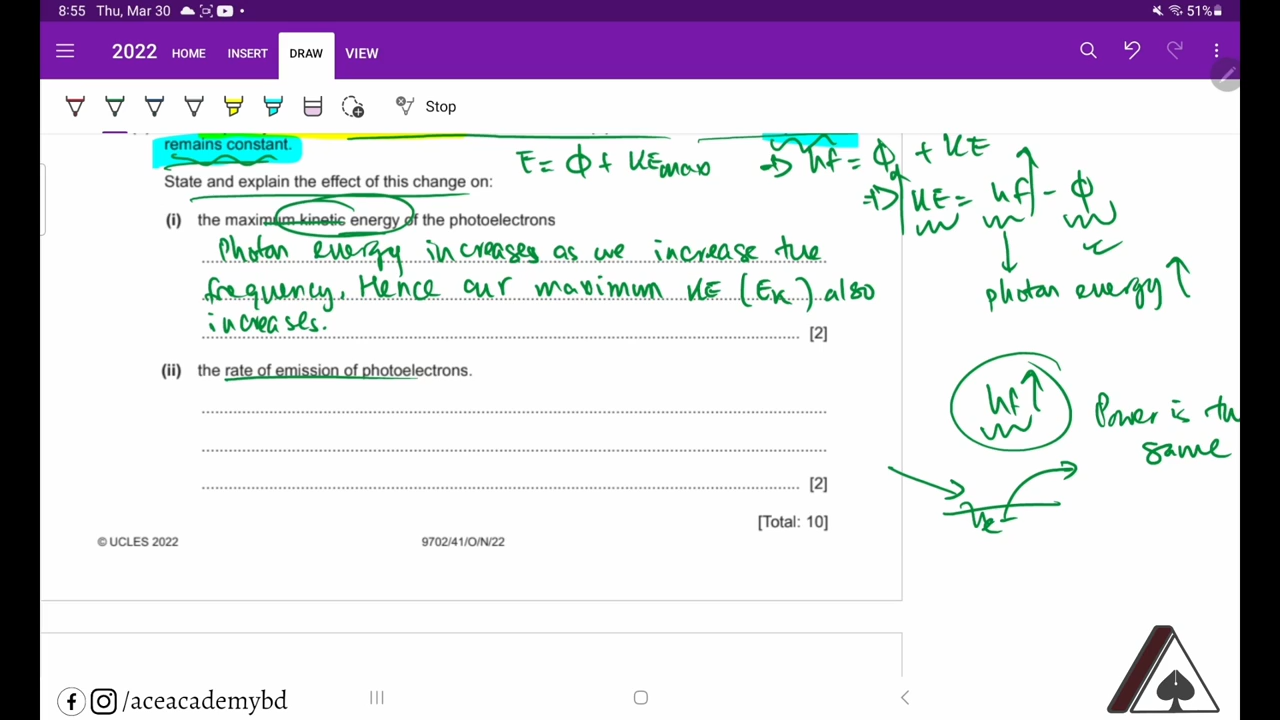 8:55 Thu, Mar 30 51%
2022 HOME INSERT DRAW VIEW
Stop
remains constant.
E = Φ + KEmax ⇒ hf = Φ + KE
⇒ KE = hf - Φ
State and explain the effect of this change on:
(i) the maximum kinetic energy of the photoelectrons
Photon energy increases as we increase the
frequency. Hence our maximum KE (EK) also
increases.
[2]
photon energy ↑
(ii) the rate of emission of photoelectrons.
hf ↑
Power is
same
[2]
[Total: 10]
© UCLES 2022 9702/41/O/N/22
/aceacademybd